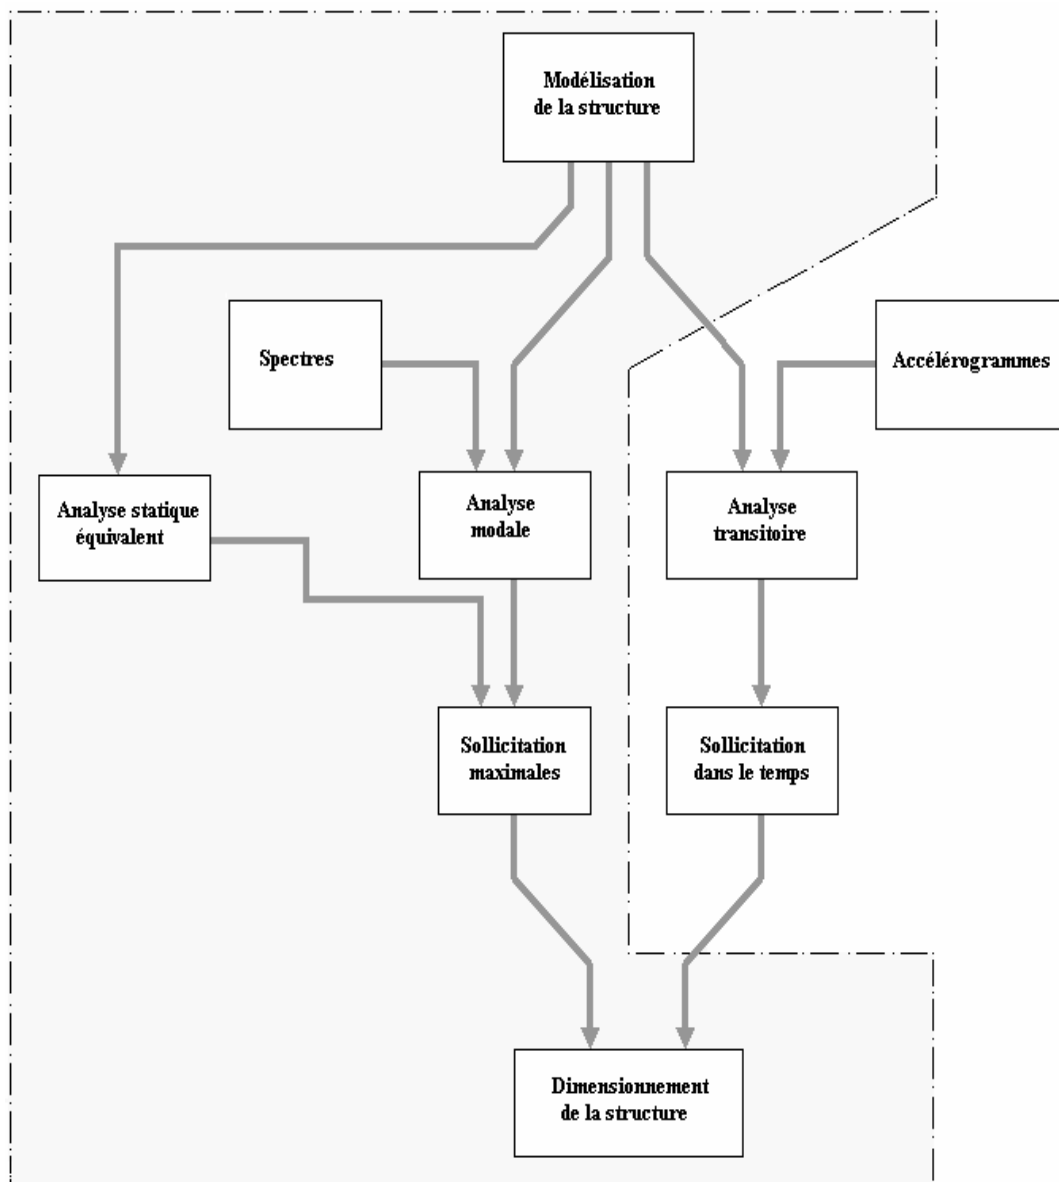 Modélisation
de la structure
Spectres
Accélérogrammes
Analyse statique
équivalent
Analyse
modale
Analyse
transitoire
Sollicitation
maximales
Sollicitation
dans le temps
Dimensionnement
de la structure